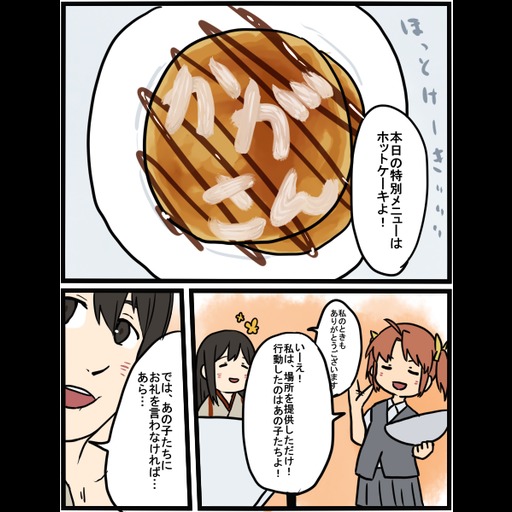 ほっとけーきぃぃぃ
かがさん
本日の特別メニューは
ホットケーキよ！
私のときも
ありがとうございます
いーえ！
私は、場所を提供しただけ！
行動したのはあの子たちよ！
では、あの子たちに
お礼を言わなければ…
あら…